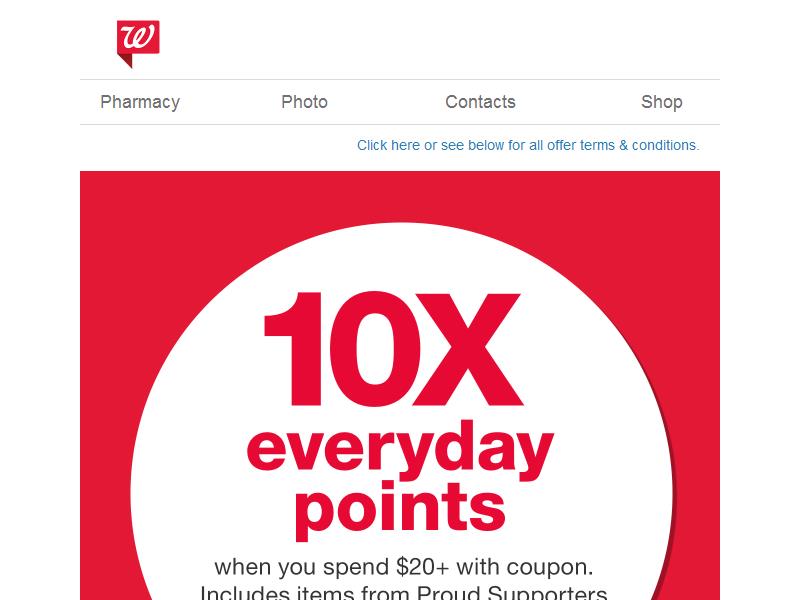 W
Pharmacy Photo Contacts Shop
Click here or see below for all offer terms & conditions.
10X
everyday
points
when you spend $20+ with coupon.
Includes items from Proud Supporters